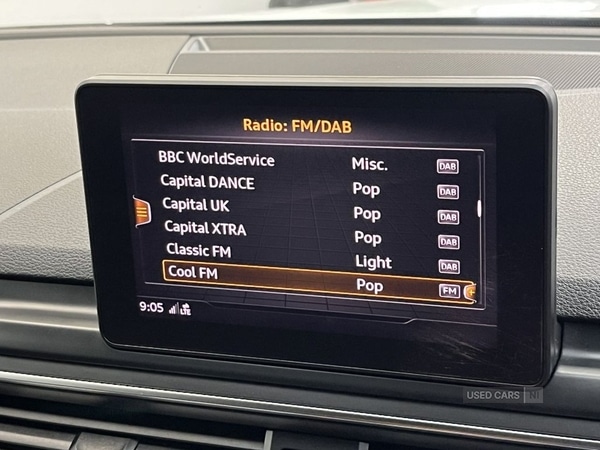 Radio: FM/DAB
BBC WorldService Misc. DAB
Capital DANCE Pop DAB
Capital UK Pop DAB
Capital XTRA Pop DAB
Classic FM Light DAB
Cool FM Pop FM
9:05 LTE
USED CARS NI